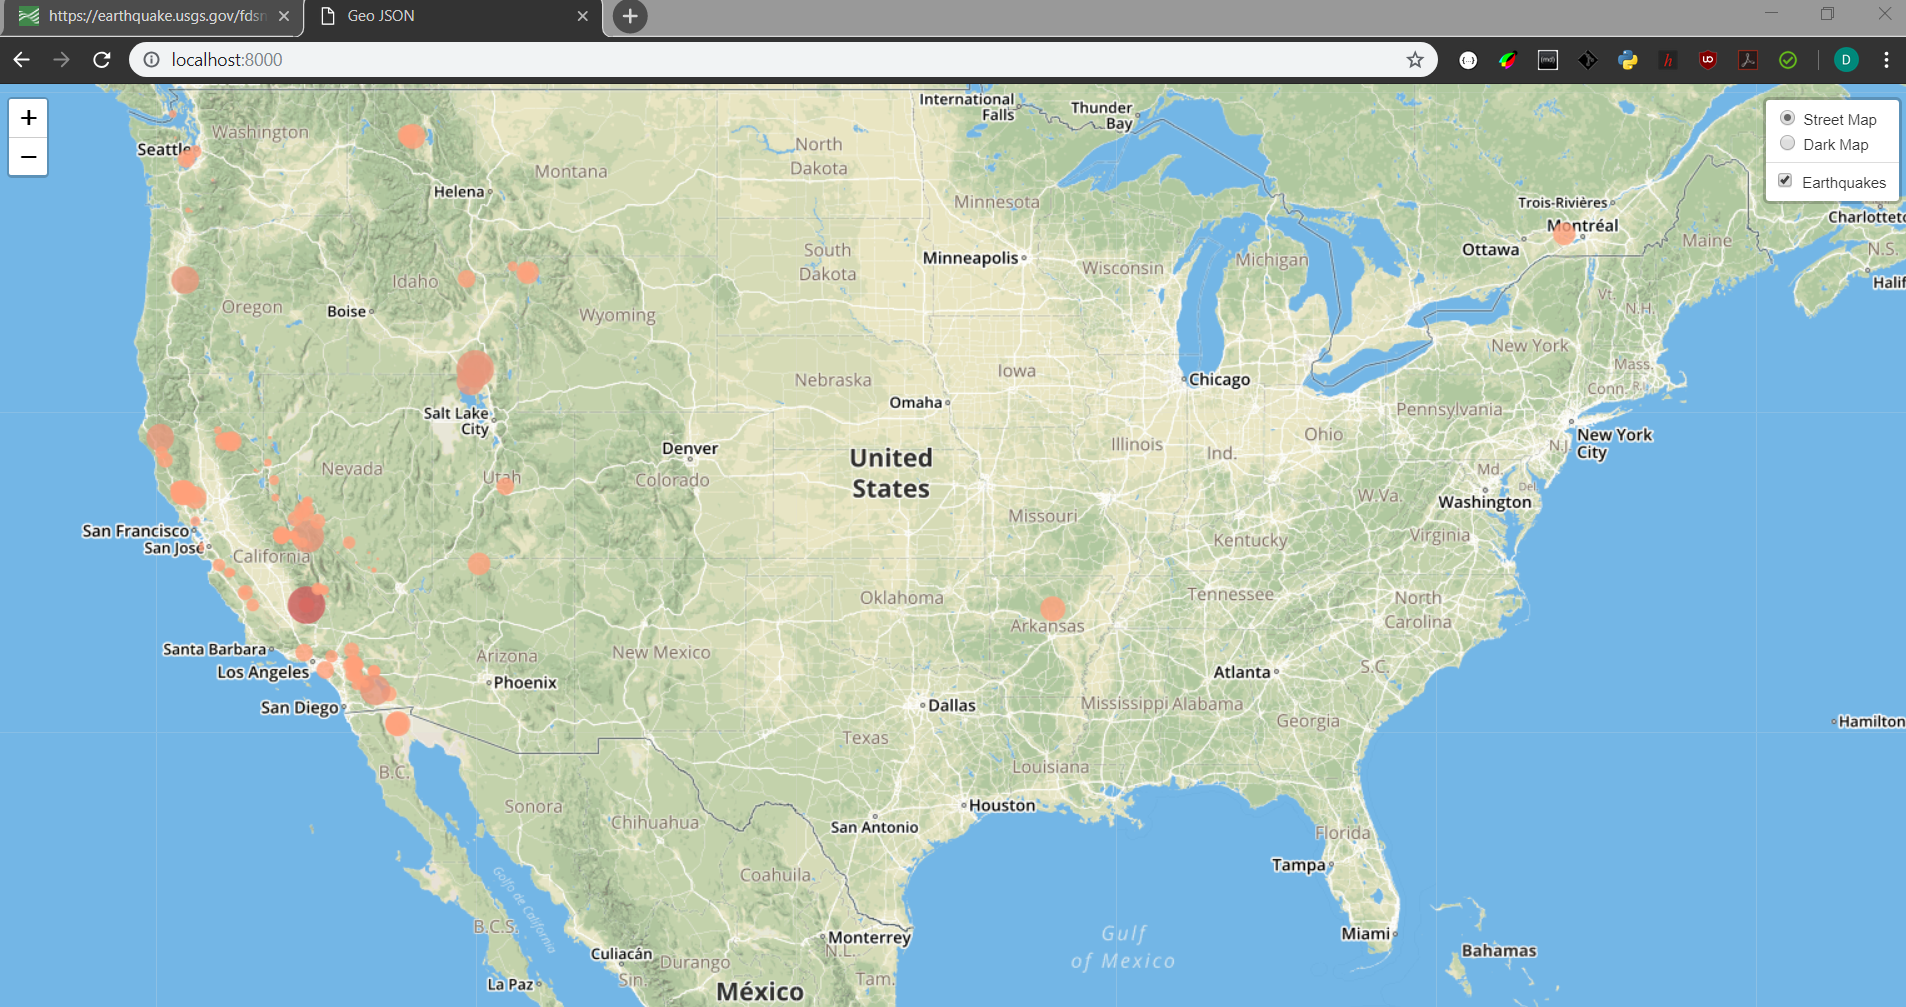 https://earthquake.usgs.gov/fdsn
Geo JSON
localhost:8000
D
+
−
Street Map
Dark Map
Earthquakes
International
Falls
Thunder
Bay
Washington
Seattle
Helena
Montana
North
Dakota
Minnesota
Trois-Rivières
Montréal
Ottawa
Charlottet
Maine
N.S.
Halif
Minneapolis
Wisconsin
Michigan
South
Dakota
Idaho
Oregon
Boise
Wyoming
Vt.
N.H.
New York
Mass.
Conn.
R.I.
Nebraska
Iowa
Chicago
Omaha
Salt Lake
City
Pennsylvania
New York
City
N.J.
Denver
Colorado
United
States
Illinois
Ind.
Ohio
Nevada
Utah
Md.
Del
Washington
W.Va.
Virginia
Missouri
Kentucky
San Francisco
San José
California
Oklahoma
Arkansas
Tennessee
North
Carolina
Santa Barbara
Los Angeles
San Diego
Arizona
Phoenix
New Mexico
Atlanta
S.C.
Dallas
Mississippi
Alabama
Georgia
Hamilton
Texas
Louisiana
B.C.
Sonora
Chihuahua
Houston
San Antonio
Florida
Tampa
Coahuila
Golfo de California
B.C.S.
Culiacán
Sin.
Durango
Monterrey
N.L.
Tam.
La Paz
México
Gulf
of Mexico
Miami
Bahamas